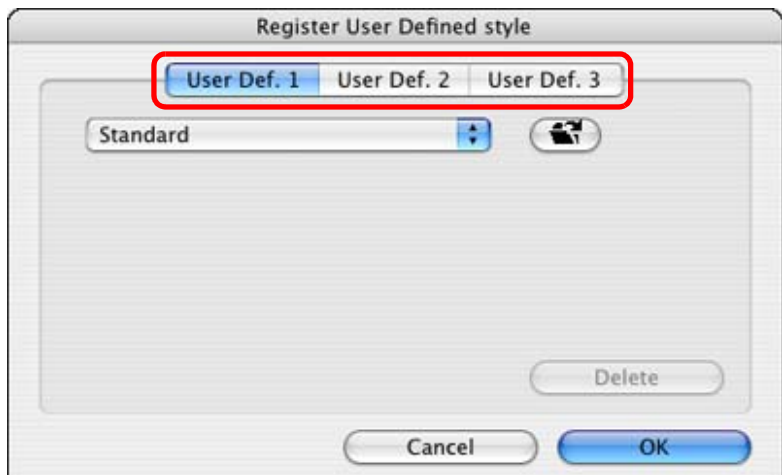 Register User Defined style
User Def. 1 User Def. 2 User Def. 3
Standard
Delete
Cancel OK